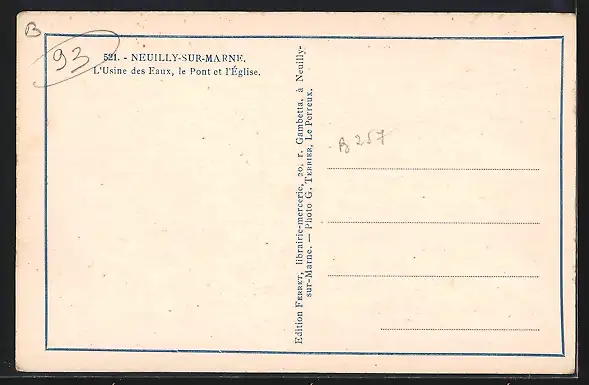 B
93
521. - NEUILLY-SUR-MARNE.
L'Usine des Eaux, le Pont et l'Église.
Edition FERRET, librairie-mercerie, 20, r. Gambetta, à Neuilly-
sur-Marne. — Photo G. TERRIER, Le Perreux.
B 257